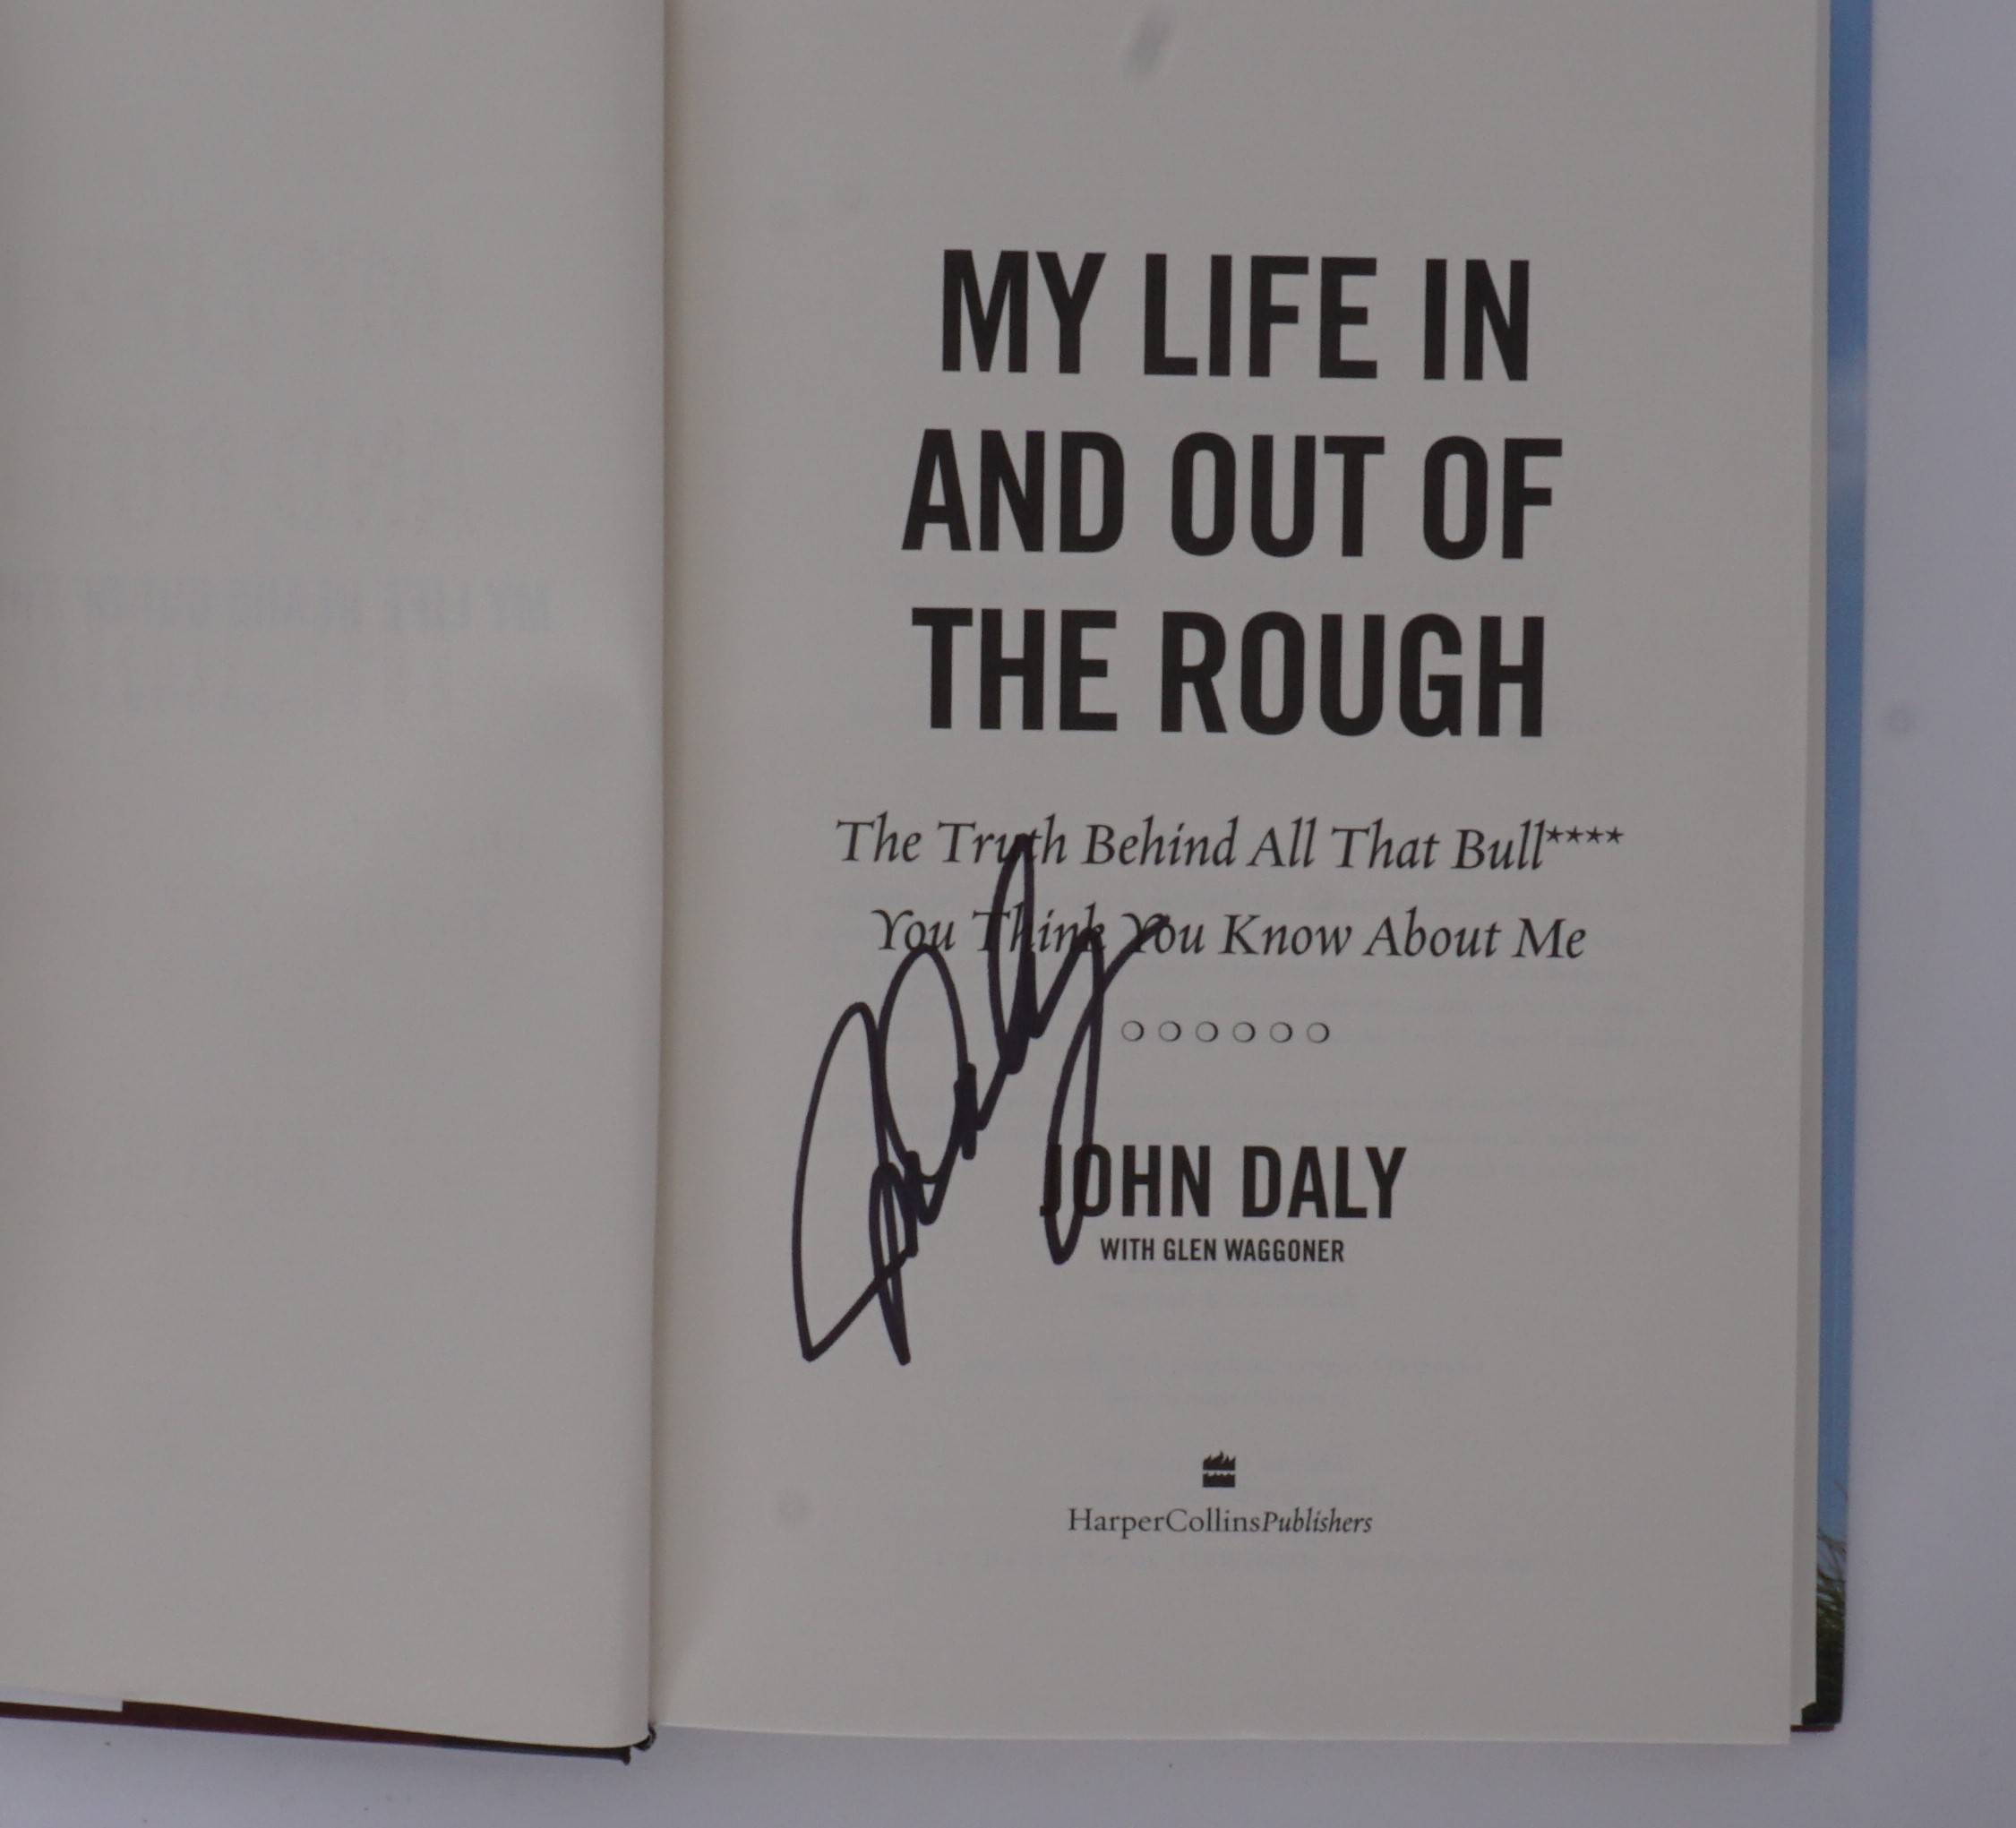 MY LIFE IN
AND OUT OF
THE ROUGH
The Truth Behind All That Bull****
You Think You Know About Me
JOHN DALY
WITH GLEN WAGGONER
HarperCollinsPublishers